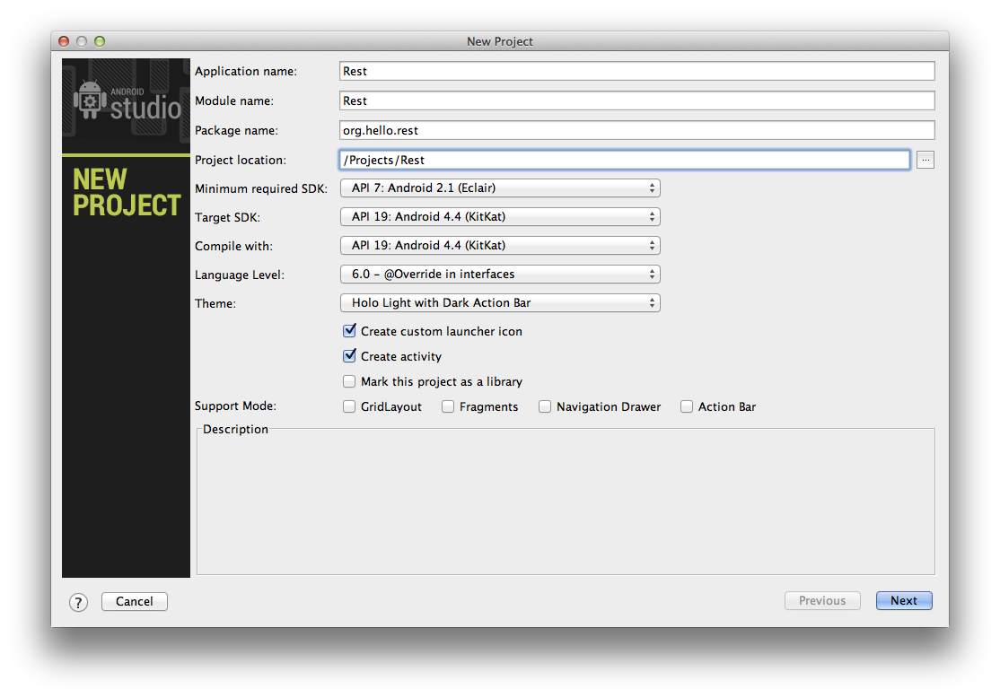 New Project
ANDROID
studio
NEW
PROJECT
Application name: Rest
Module name: Rest
Package name: org.hello.rest
Project location: /Projects/Rest ...
Minimum required SDK: API 7: Android 2.1 (Eclair)
Target SDK: API 19: Android 4.4 (KitKat)
Compile with: API 19: Android 4.4 (KitKat)
Language Level: 6.0 – @Override in interfaces
Theme: Holo Light with Dark Action Bar
Create custom launcher icon
Create activity
Mark this project as a library
Support Mode: GridLayout Fragments Navigation Drawer Action Bar
Description
? Cancel Previous Next